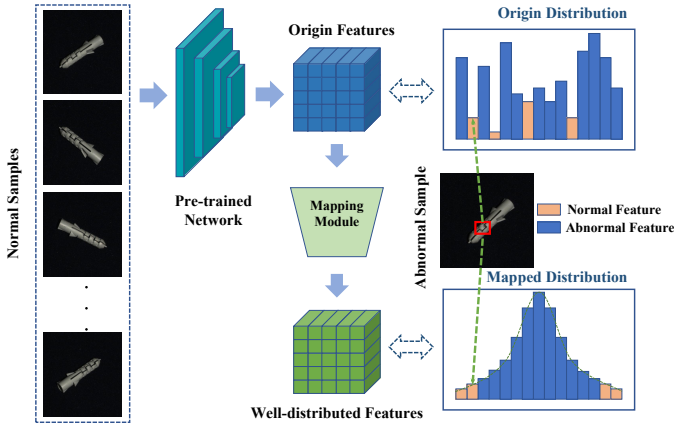 Normal Samples
Pre-trained
Network
Origin Features
Mapping
Module
Well-distributed Features
Origin Distribution
Abnormal Sample
Normal Feature
Abnormal Feature
Mapped Distribution